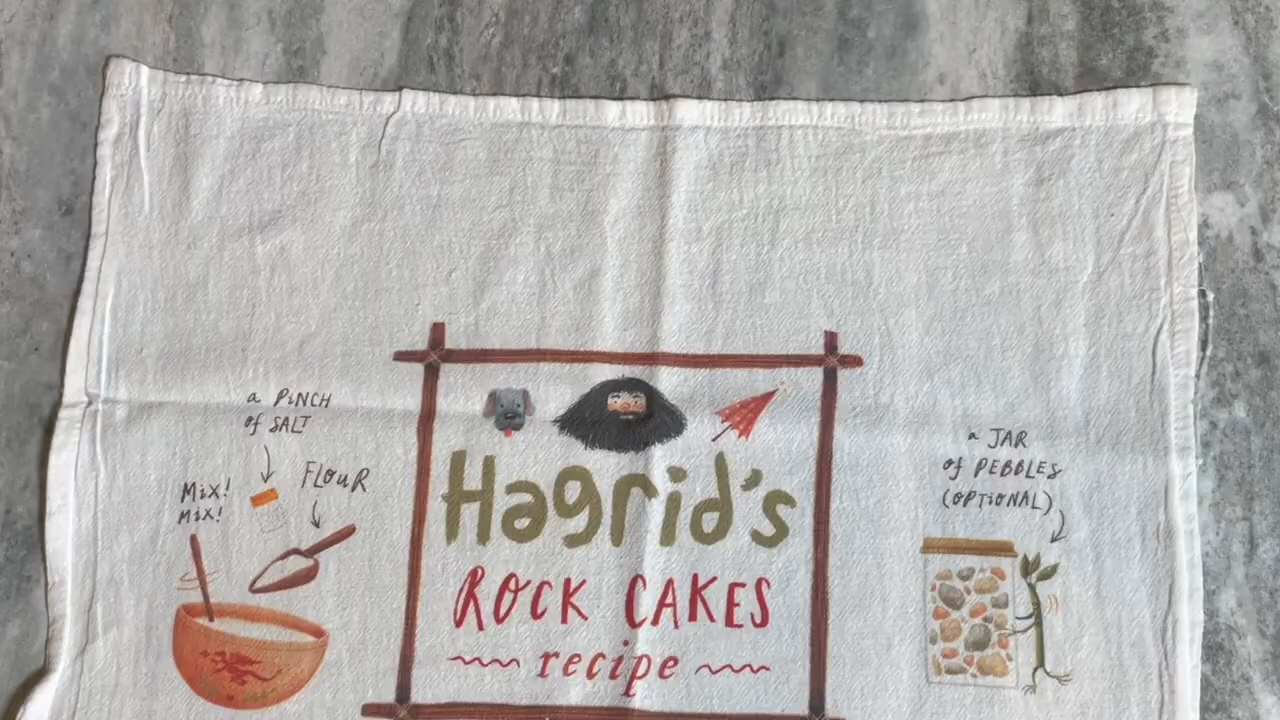 a PINCH
of SALT
FLOUR
Mix!
Mix!
Hagrid's
ROCK CAKES
recipe
a JAR
of PEBBLES
(OPTIONAL)